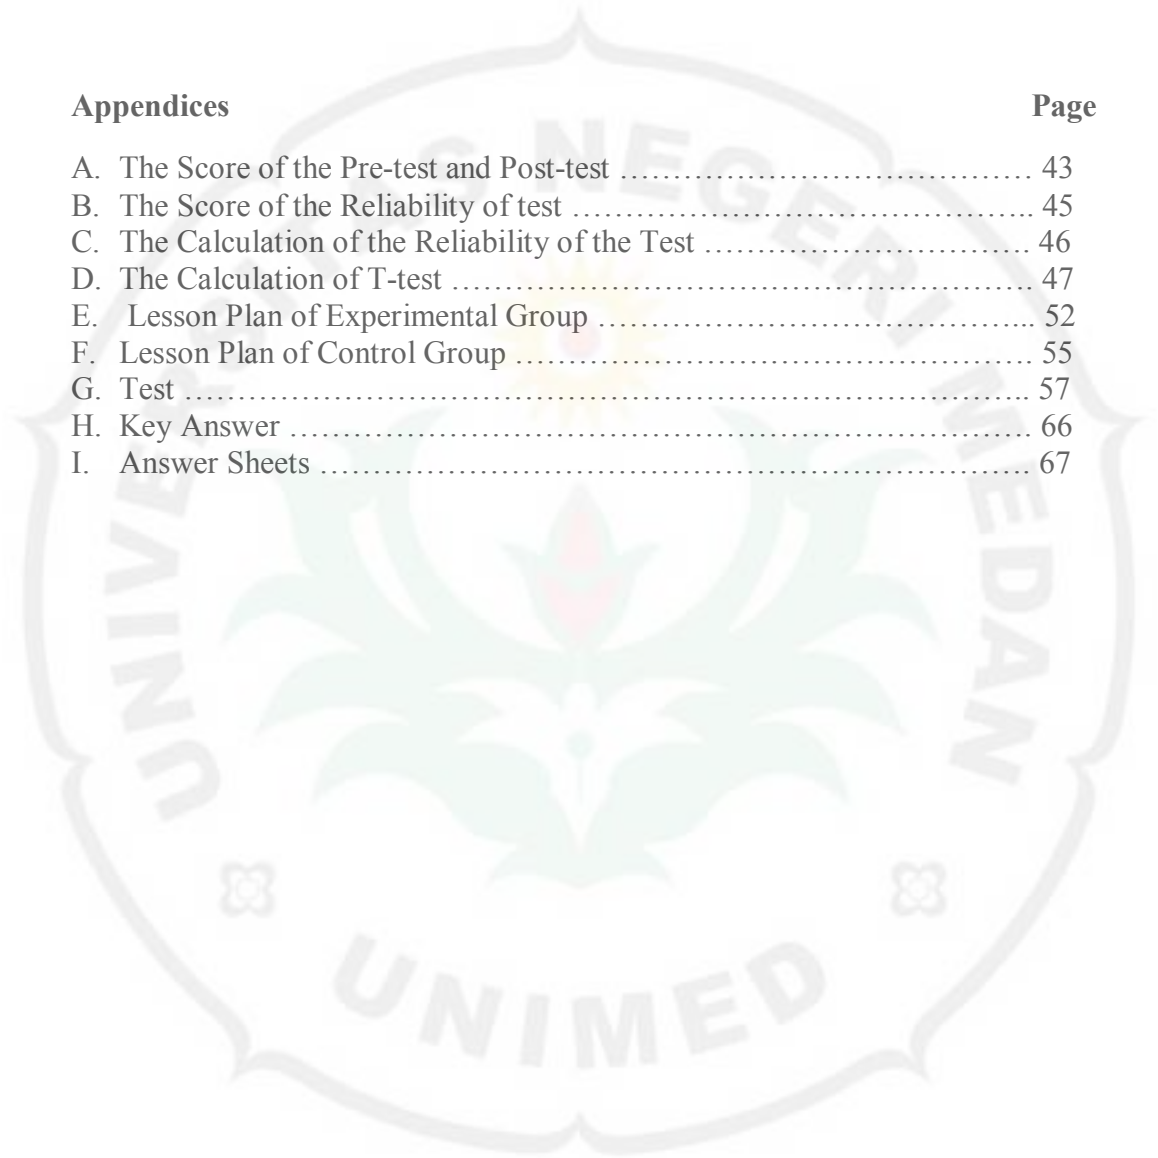 Appendices Page
A. The Score of the Pre-test and Post-test ………………………………… 43
B. The Score of the Reliability of test ……………………………………... 45
C. The Calculation of the Reliability of the Test ………………………… 46
D. The Calculation of T-test ………………………………………………… 47
E. Lesson Plan of Experimental Group …………………………………... 52
F. Lesson Plan of Control Group …………………………………………… 55
G. Test ……………………………………………………………………….. 57
H. Key Answer ……………………………………………………………… 66
I. Answer Sheets …………………………………………………………... 67
UNIVERSITAS NEGERI MEDAN
UNIMED